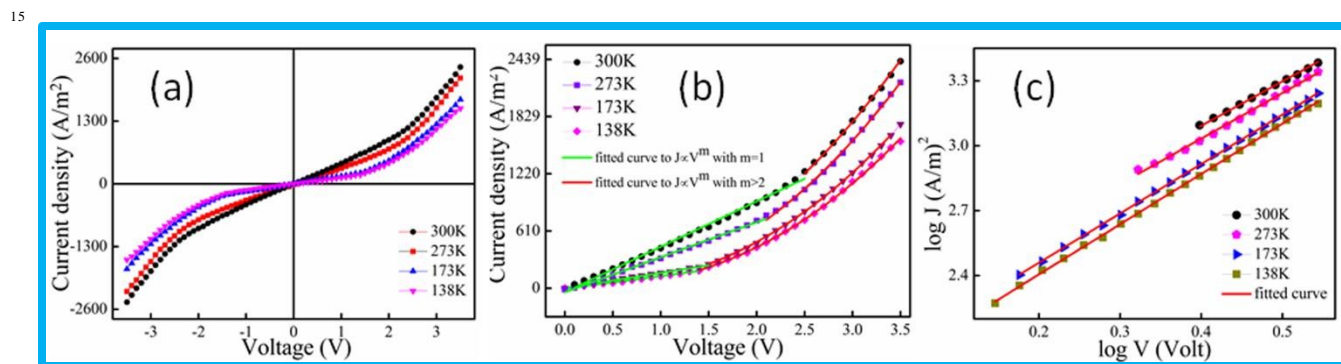 15
(a)
Current density (A/m²)
2600
1300
0
-1300
-2600
300K
273K
173K
138K
-3 -2 -1 0 1 2 3
Voltage (V)
(b)
Current density (A/m²)
2439
1829
1220
610
0
300K
273K
173K
138K
fitted curve to J∝V^m with m=1
fitted curve to J∝V^m with m>2
0.0 0.5 1.0 1.5 2.0 2.5 3.0 3.5
Voltage (V)
(c)
log J (A/m)²
3.3
3.0
2.7
2.4
300K
273K
173K
138K
fitted curve
0.2 0.3 0.4 0.5
log V (Volt)